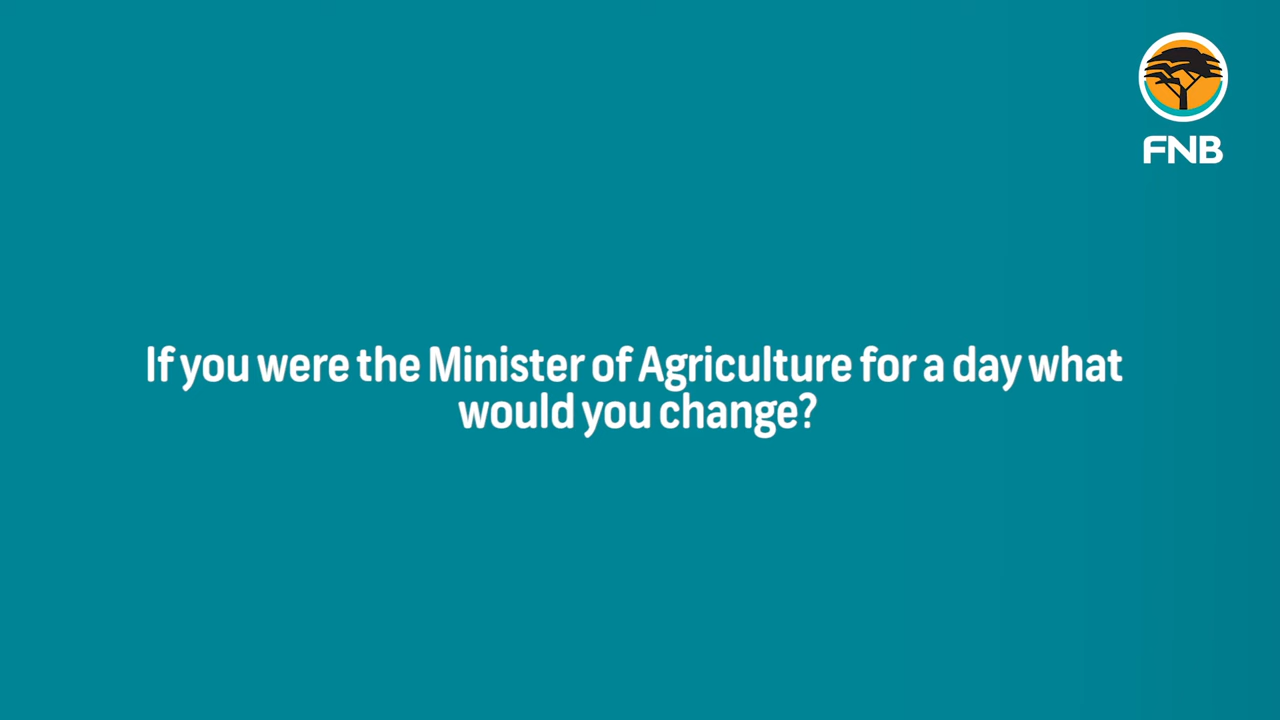 FNB
If you were the Minister of Agriculture for a day what
would you change?